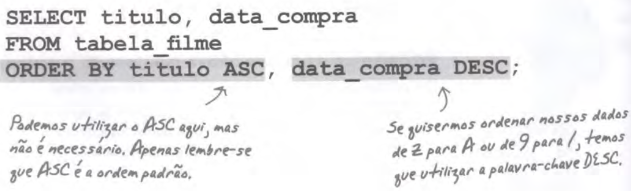 SELECT titulo, data_compra
FROM tabela_filme
ORDER BY titulo ASC, data_compra DESC;
Podemos utilizar o ASC aqui, mas
não é necessário. Apenas lembre-se
que ASC é a ordem padrão.
Se quisermos ordenar nossos dados
de Z para A ou de 9 para 1, temos
que utilizar a palavra-chave DESC.